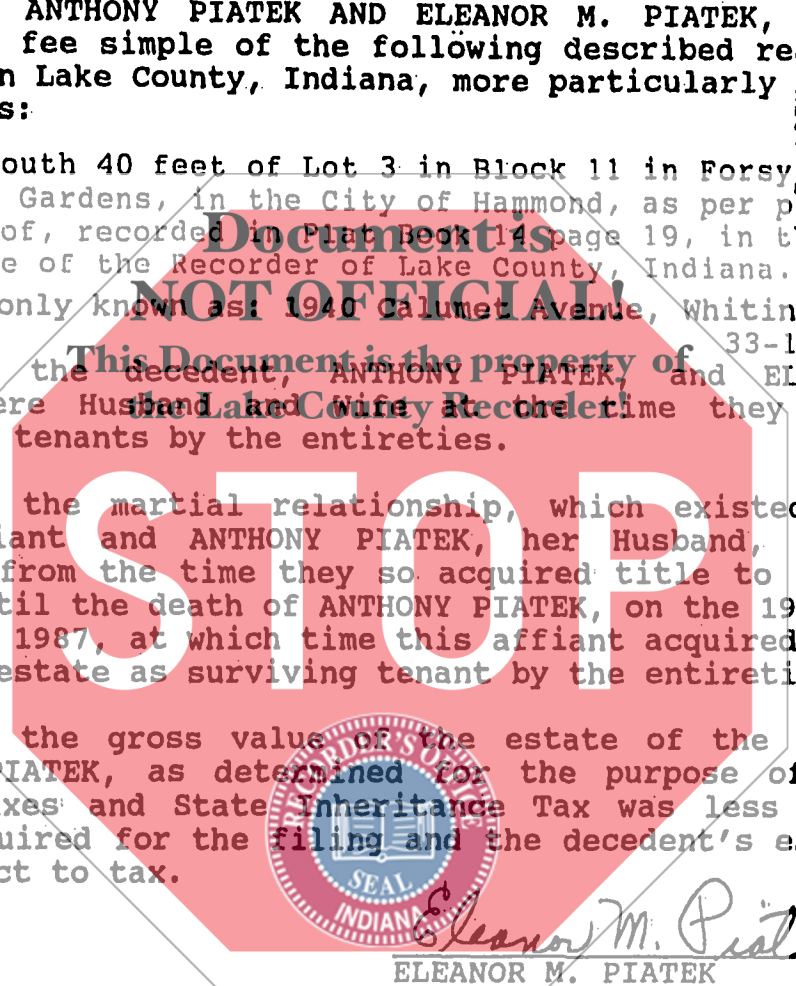 ANTHONY PIATEK AND ELEANOR M. PIATEK,
fee simple of the following described re
n Lake County, Indiana, more particularly
s:
outh 40 feet of Lot 3 in Block 11 in Forsy
Gardens, in the City of Hammond, as per p
of, recorded in Plat Book 14 page 19, in t
Document is
e of the Recorder of Lake County, Indiana.
only known as: 1940 Calumet Avenue, Whitin
NOT OFFICIAL!
33-1
This Document is the property of
the decedent, ANTHONY PIATEK, and EL
ere Husband and Wife at the time they
the Lake County Recorder!
tenants by the entireties.
the martial relationship, which existed
iant and ANTHONY PIATEK, her Husband,
from the time they so acquired title to
til the death of ANTHONY PIATEK, on the 19
1987, at which time this affiant acquired
estate as surviving tenant by the entireti
STOP
the gross value of the estate of the
PIATEK, as determined for the purpose of
xes and State Inheritance Tax was less
uired for the filing and the decedent's e
ct to tax.
RECORDER'S OFFICE
SEAL
INDIANA
Eleanor M. Piat
ELEANOR M. PIATEK